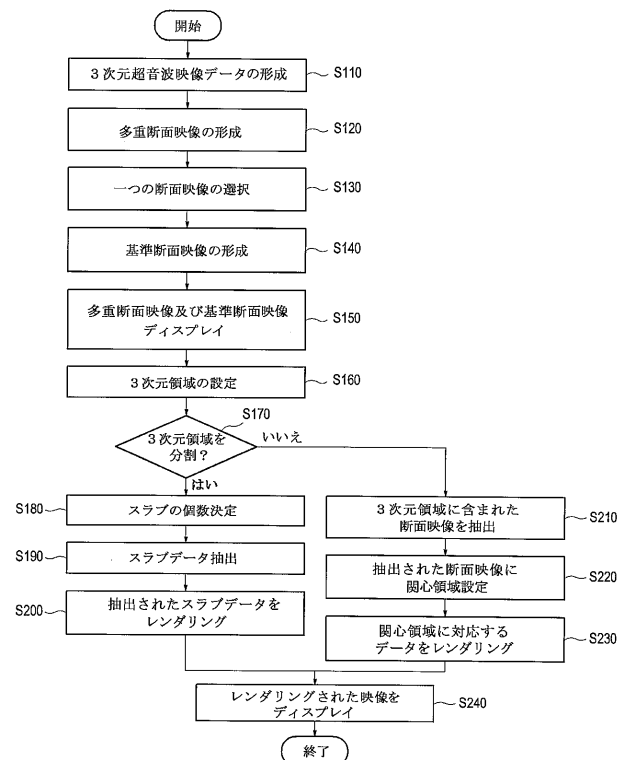 開始
3次元超音波映像データの形成
S110
多重断面映像の形成
S120
一つの断面映像の選択
S130
基準断面映像の形成
S140
多重断面映像及び基準断面映像
ディスプレイ
S150
3次元領域の設定
S160
S170
3次元領域を
分割？
いいえ
はい
S180
スラブの個数決定
S190
スラブデータ抽出
S200
抽出されたスラブデータを
レンダリング
3次元領域に含まれた
断面映像を抽出
S210
抽出された断面映像に
関心領域設定
S220
関心領域に対応する
データをレンダリング
S230
レンダリングされた映像を
ディスプレイ
S240
終了